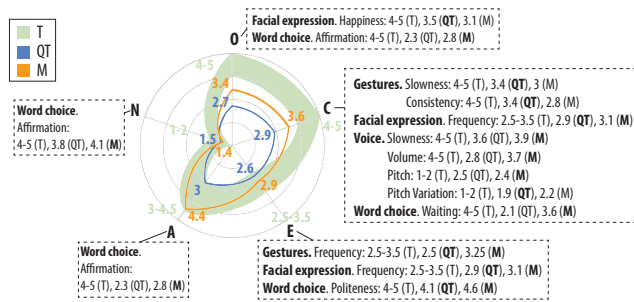 T
QT
M
O
Facial expression. Happiness: 4-5 (T), 3.5 (QT), 3.1 (M)
Word choice. Affirmation: 4-5 (T), 2.3 (QT), 2.8 (M)
4-5
3.4
2.7
N
Word choice.
Affirmation:
4-5 (T), 3.8 (QT), 4.1 (M)
1-2
1.5
1.4
3.6
2.9
C
4-5
Gestures. Slowness: 4-5 (T), 3.4 (QT), 3 (M)
Consistency: 4-5 (T), 3.4 (QT), 2.8 (M)
Facial expression. Frequency: 2.5-3.5 (T), 2.9 (QT), 3.1 (M)
Voice. Slowness: 4-5 (T), 3.6 (QT), 3.9 (M)
Volume: 4-5 (T), 2.8 (QT), 3.7 (M)
Pitch: 1-2 (T), 2.5 (QT), 2.4 (M)
Pitch Variation: 1-2 (T), 1.9 (QT), 2.2 (M)
Word choice. Waiting: 4-5 (T), 2.1 (QT), 3.6 (M)
2.6
2.9
3
3-4.5
4.4
2.5-3.5
A
Word choice.
Affirmation:
4-5 (T), 2.3 (QT), 2.8 (M)
E
Gestures. Frequency: 2.5-3.5 (T), 2.5 (QT), 3.25 (M)
Facial expression. Frequency: 2.5-3.5 (T), 2.9 (QT), 3.1 (M)
Word choice. Politeness: 4-5 (T), 4.1 (QT), 4.6 (M)